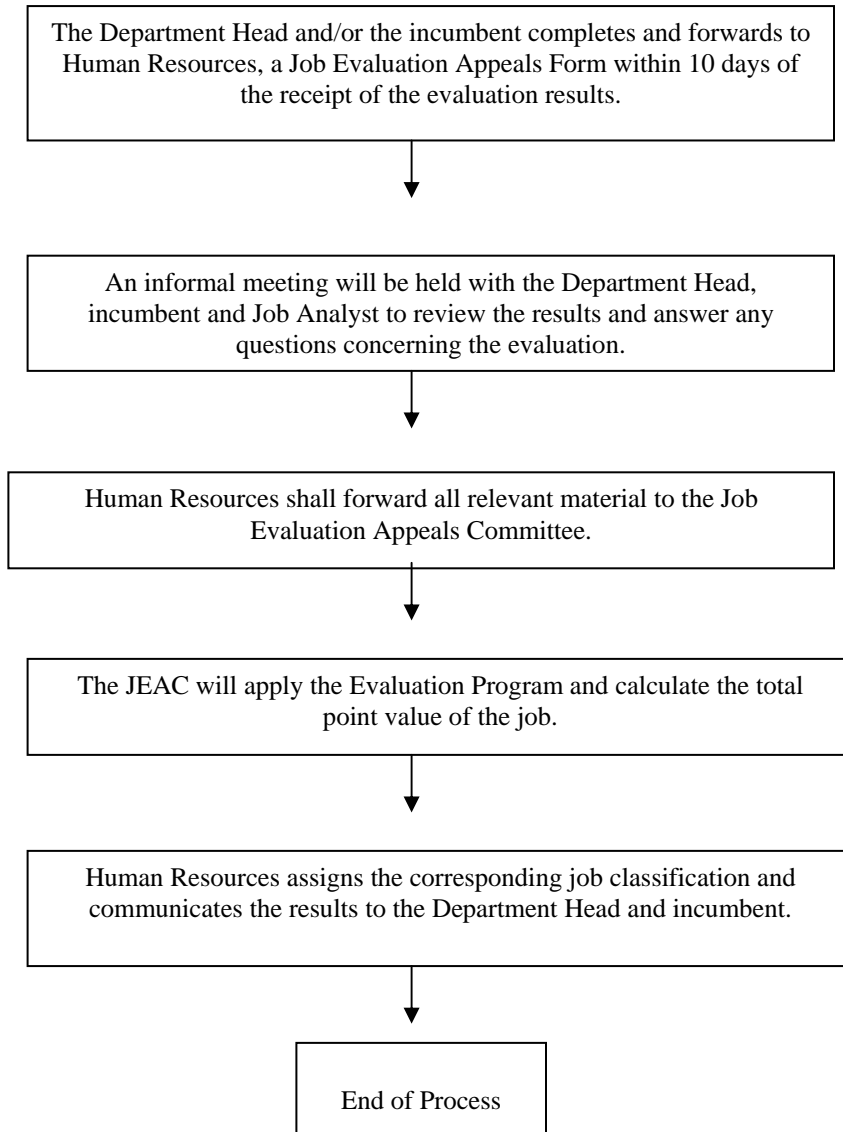 The Department Head and/or the incumbent completes and forwards to
Human Resources, a Job Evaluation Appeals Form within 10 days of
the receipt of the evaluation results.
An informal meeting will be held with the Department Head,
incumbent and Job Analyst to review the results and answer any
questions concerning the evaluation.
Human Resources shall forward all relevant material to the Job
Evaluation Appeals Committee.
The JEAC will apply the Evaluation Program and calculate the total
point value of the job.
Human Resources assigns the corresponding job classification and
communicates the results to the Department Head and incumbent.
End of Process